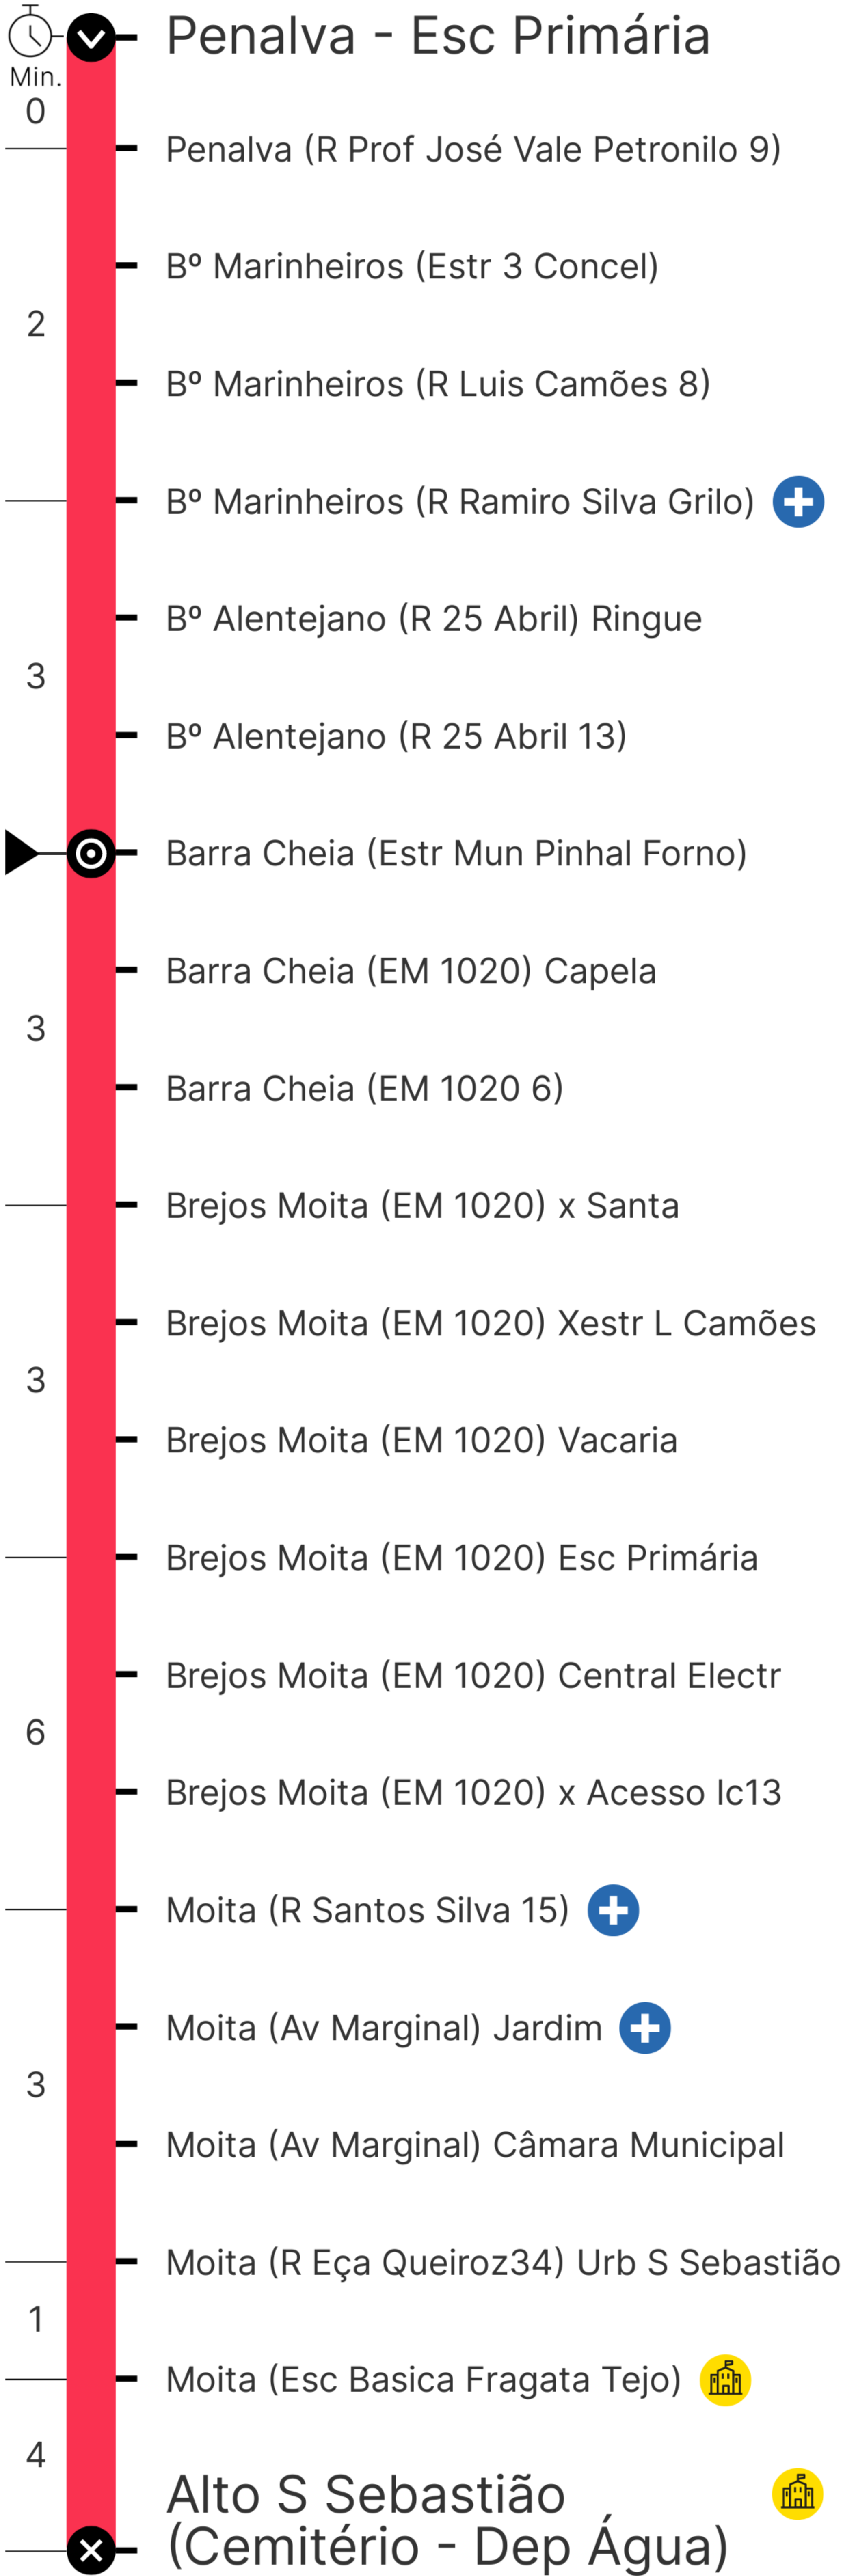 Penalva - Esc Primária
Min.
0
Penalva (R Prof José Vale Petronilo 9)
Bº Marinheiros (Estr 3 Concel)
2
Bº Marinheiros (R Luis Camões 8)
Bº Marinheiros (R Ramiro Silva Grilo)
Bº Alentejano (R 25 Abril) Ringue
3
Bº Alentejano (R 25 Abril 13)
Barra Cheia (Estr Mun Pinhal Forno)
Barra Cheia (EM 1020) Capela
3
Barra Cheia (EM 1020 6)
Brejos Moita (EM 1020) x Santa
Brejos Moita (EM 1020) Xestr L Camões
3
Brejos Moita (EM 1020) Vacaria
Brejos Moita (EM 1020) Esc Primária
Brejos Moita (EM 1020) Central Electr
6
Brejos Moita (EM 1020) x Acesso Ic13
Moita (R Santos Silva 15)
Moita (Av Marginal) Jardim
3
Moita (Av Marginal) Câmara Municipal
Moita (R Eça Queiroz34) Urb S Sebastião
1
Moita (Esc Basica Fragata Tejo)
4
Alto S Sebastião
(Cemitério - Dep Água)